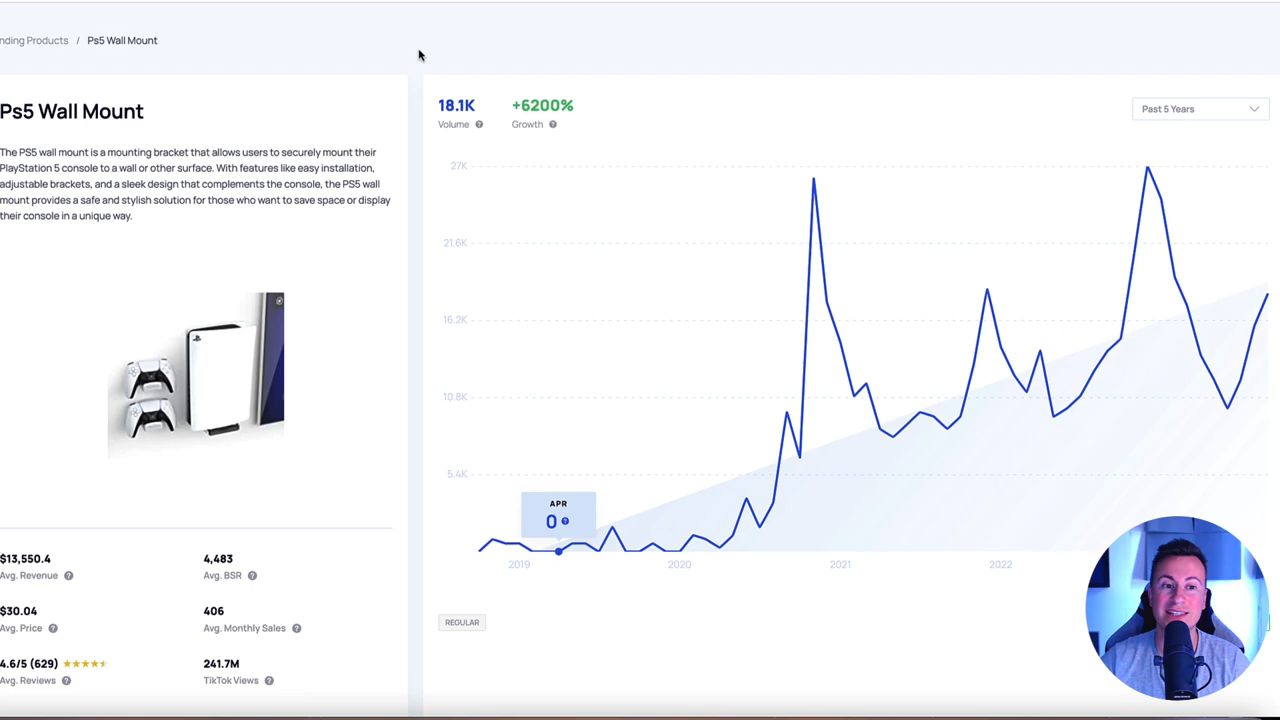 nding Products / Ps5 Wall Mount
Ps5 Wall Mount
The PS5 wall mount is a mounting bracket that allows users to securely mount their
PlayStation 5 console to a wall or other surface. With features like easy installation,
adjustable brackets, and a sleek design that complements the console, the PS5 wall
mount provides a safe and stylish solution for those who want to save space or display
their console in a unique way.
$13,550.4
Avg. Revenue
4,483
Avg. BSR
$30.04
Avg. Price
406
Avg. Monthly Sales
4.6/5 (629)
Avg. Reviews
241.7M
TikTok Views
18.1K
Volume
+6200%
Growth
Past 5 Years
27K
21.6K
16.2K
10.8K
5.4K
APR
0
2019 2020 2021 2022
REGULAR